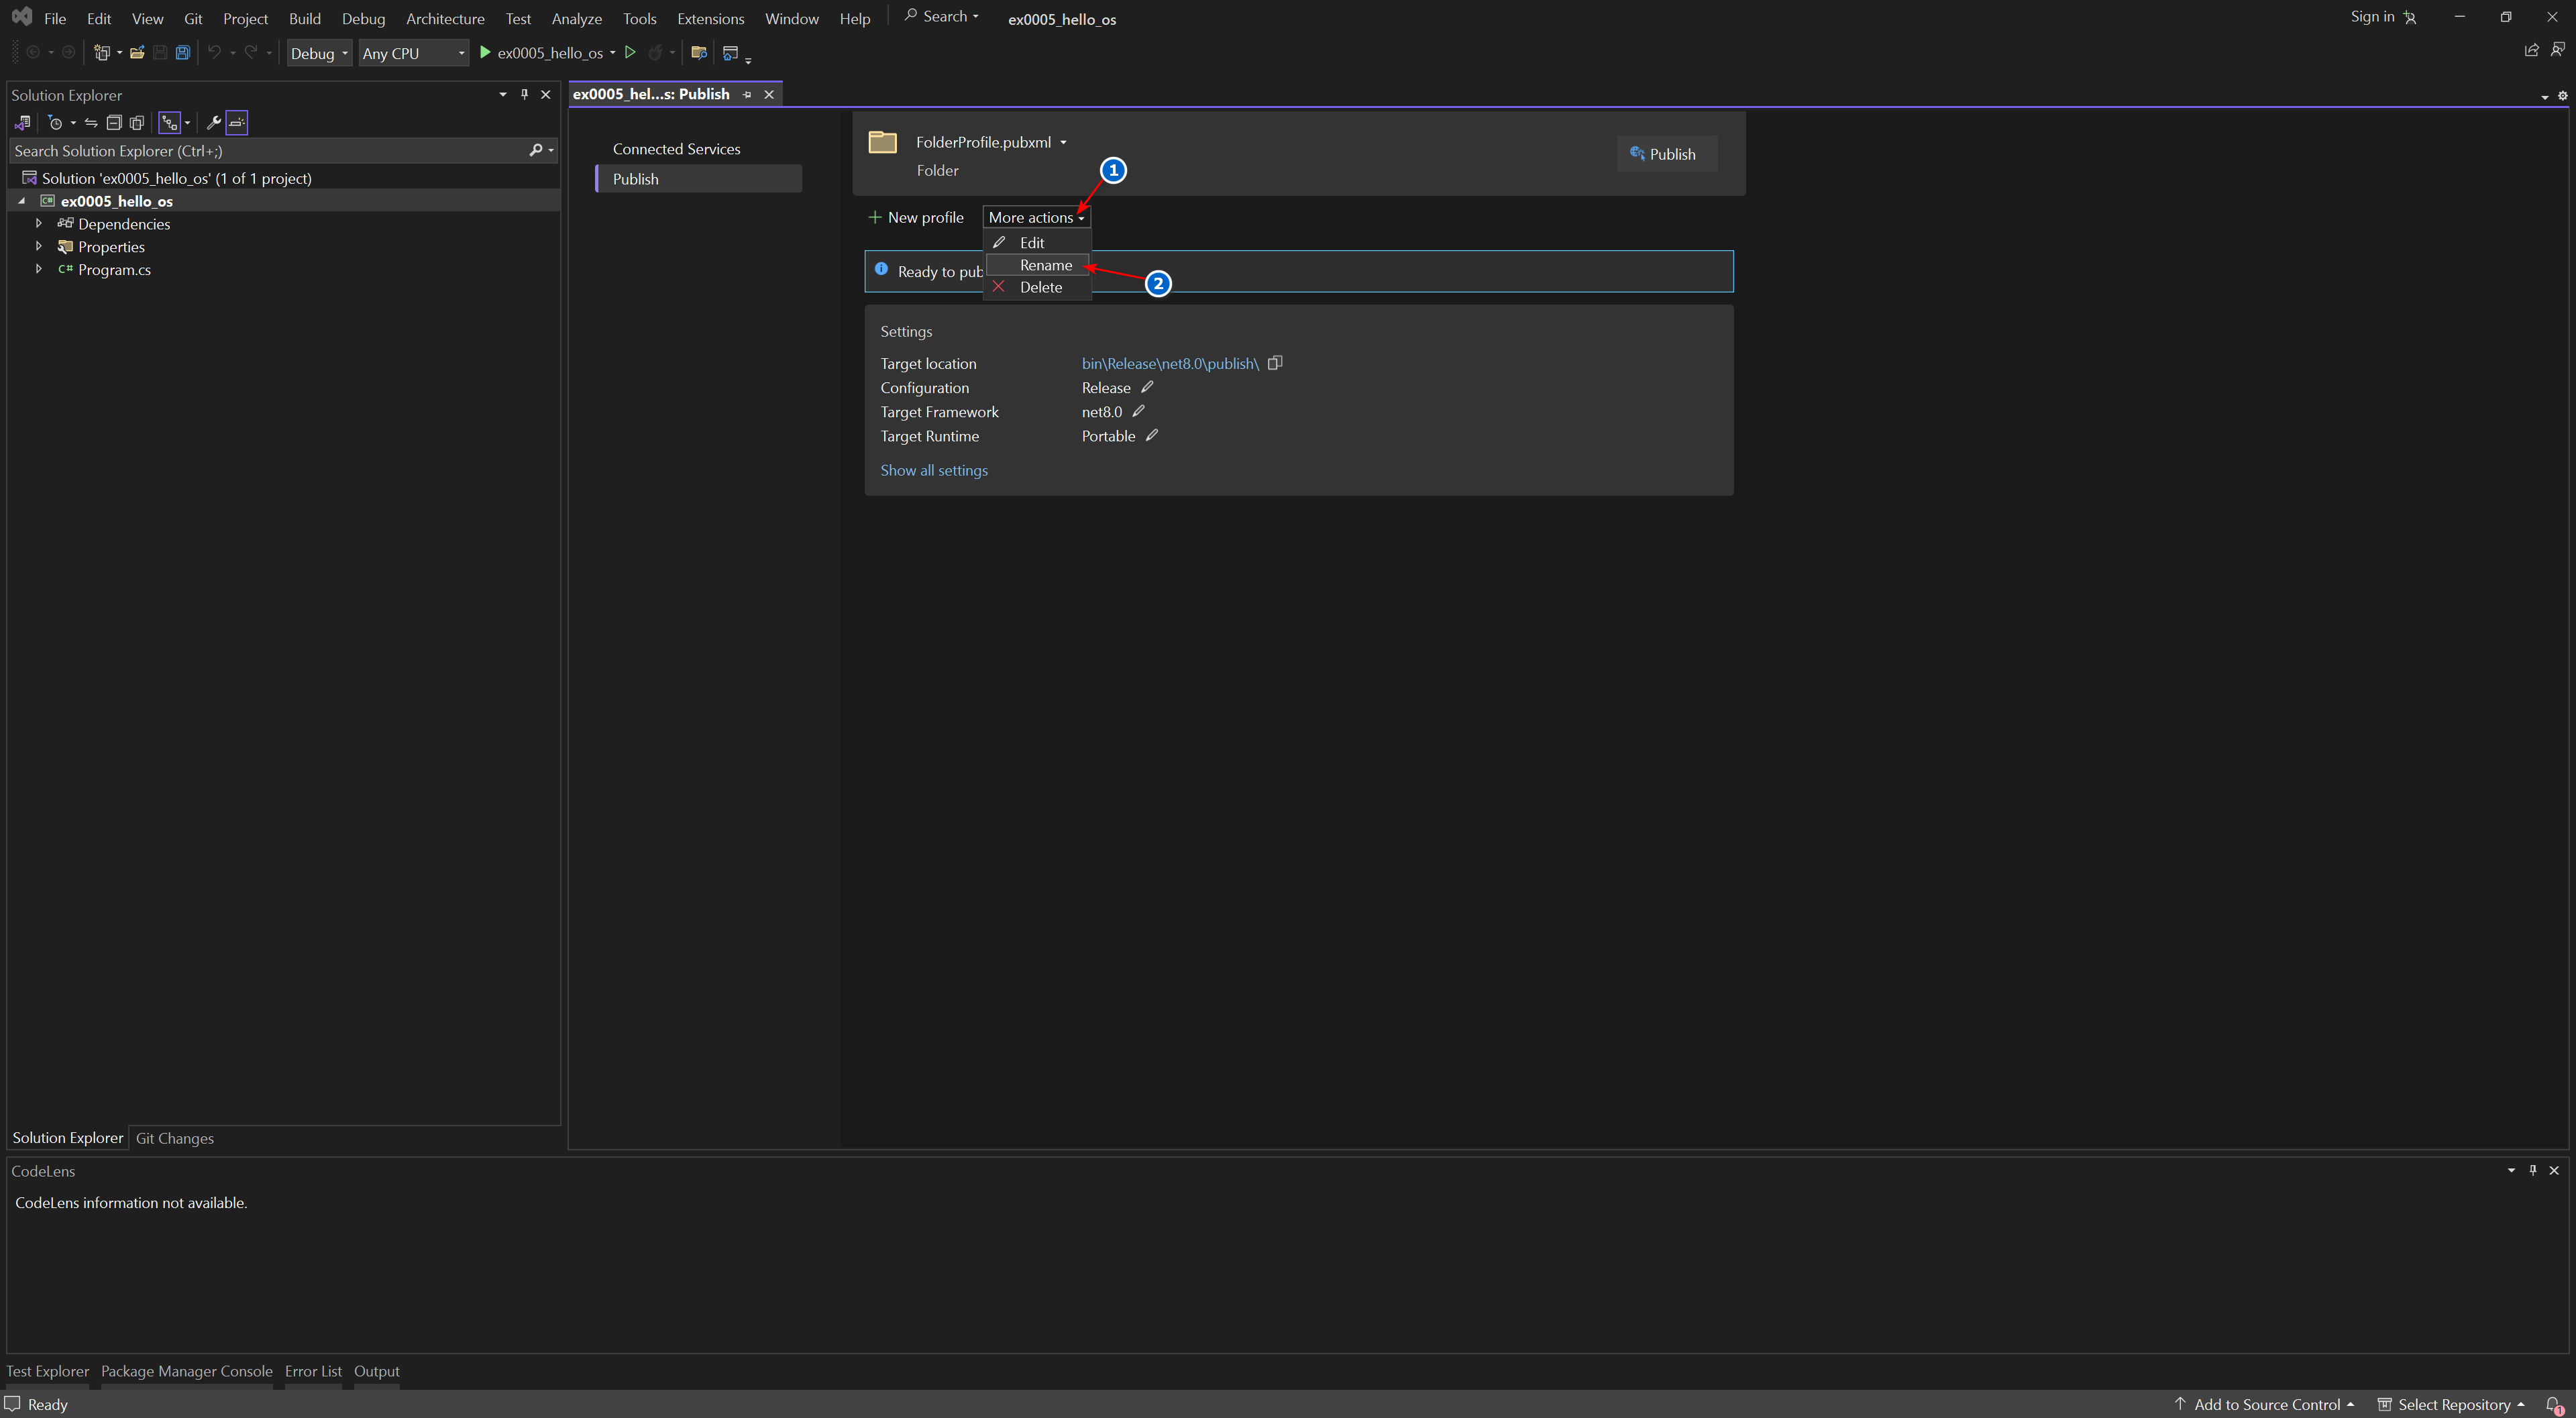 File Edit View Git Project Build Debug Architecture Test Analyze Tools Extensions Window Help Search ex0005_hello_os Sign in
Debug Any CPU ex0005_hello_os
Solution Explorer
ex0005_hel...s: Publish
Search Solution Explorer (Ctrl+;)
Solution 'ex0005_hello_os' (1 of 1 project)
C# ex0005_hello_os
Dependencies
Properties
C# Program.cs
Connected Services
Publish
FolderProfile.pubxml
Folder
Publish
1
New profile More actions
Edit
Rename
Delete
2
Ready to pub
Settings
Target location bin\Release\net8.0\publish\
Configuration Release
Target Framework net8.0
Target Runtime Portable
Show all settings
Solution Explorer Git Changes
CodeLens
CodeLens information not available.
Test Explorer Package Manager Console Error List Output
Ready Add to Source Control Select Repository 1